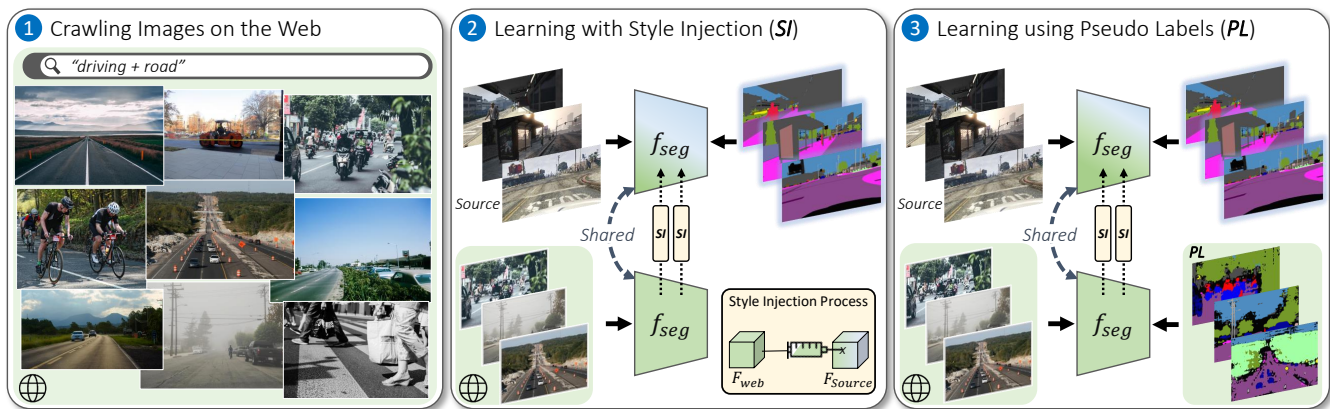 1 Crawling Images on the Web
"driving + road"
2 Learning with Style Injection (SI)
Source
f_seg
Shared
SI SI
f_seg
Style Injection Process
F_web
F_Source
3 Learning using Pseudo Labels (PL)
Source
f_seg
Shared
SI SI
PL
f_seg